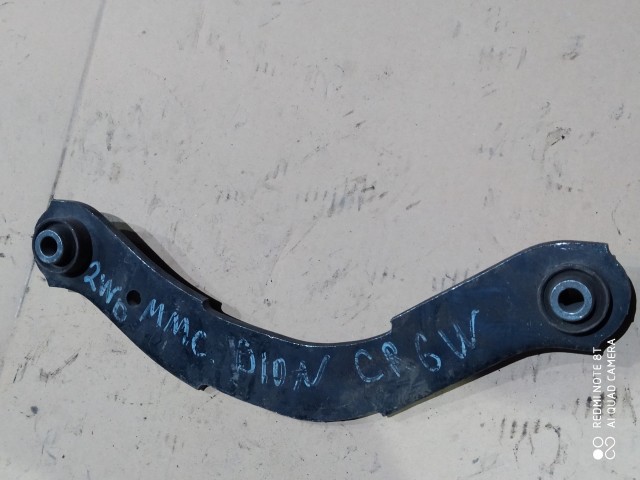 2WD MMC DION CR6W
REDMI NOTE 8T
AI QUAD CAMERA